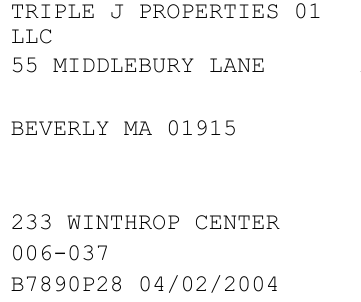 TRIPLE J PROPERTIES 01
LLC
55 MIDDLEBURY LANE
BEVERLY MA 01915
233 WINTHROP CENTER
006-037
B7890P28 04/02/2004